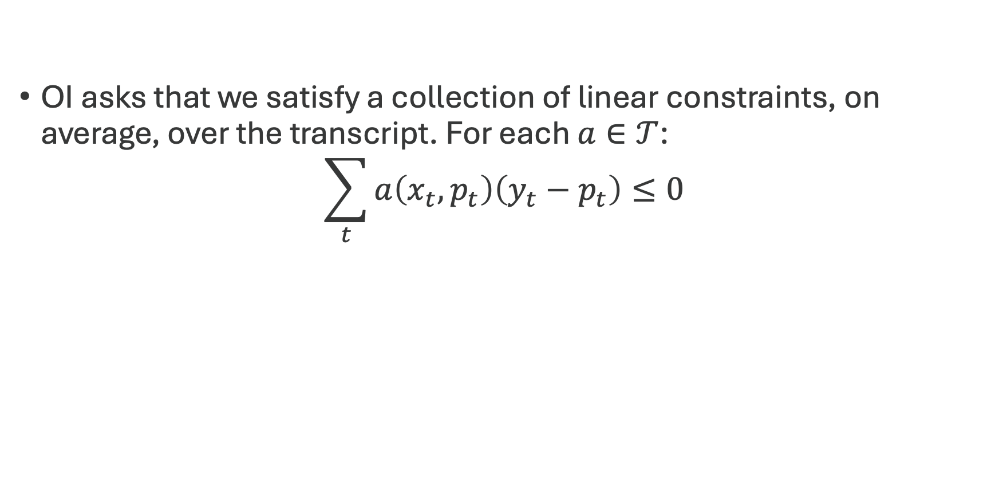 • OI asks that we satisfy a collection of linear constraints, on
average, over the transcript. For each 𝑎 ∈ 𝒯:
∑ₜ 𝑎(𝑥ₜ, 𝑝ₜ)(𝑦ₜ − 𝑝ₜ) ≤ 0